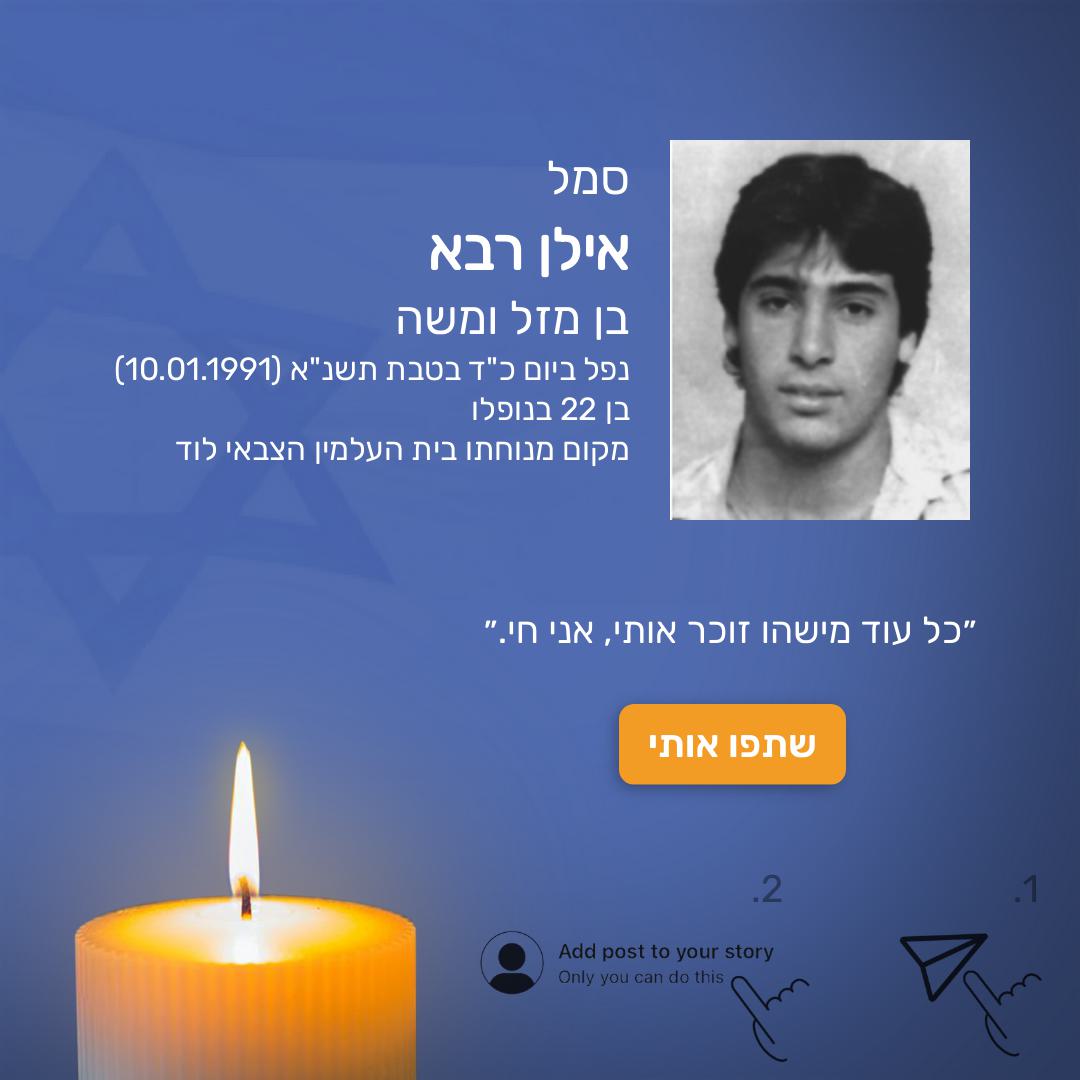 סמל
אילן רבא
בן מזל ומשה
נפל ביום כ"ד בטבת תשנ"א (10.01.1991)
בן 22 בנופלו
מקום מנוחתו בית העלמין הצבאי לוד
״כל עוד מישהו זוכר אותי, אני חי.״
שתפו אותי
1.
2.
Add post to your story
Only you can do this